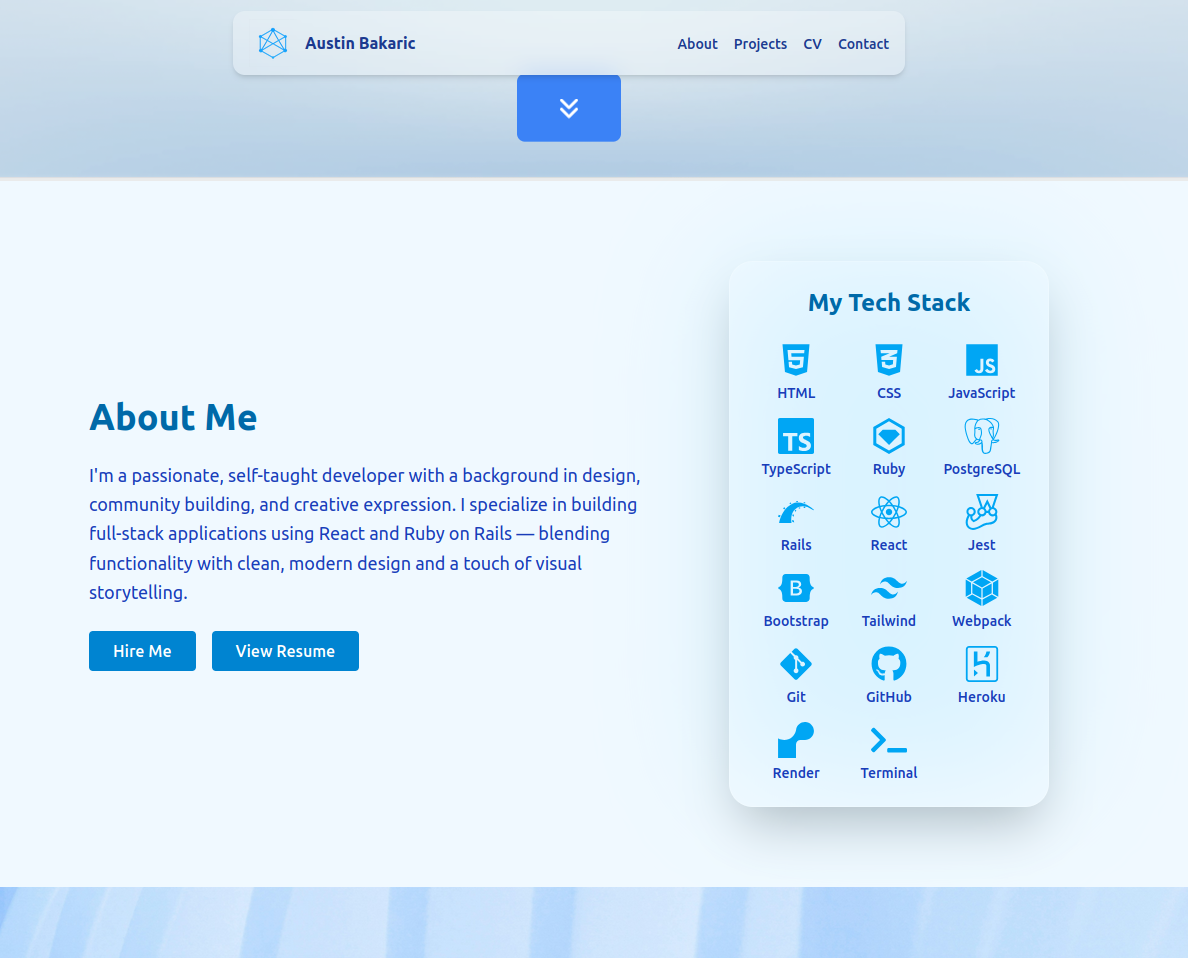 Austin Bakaric
About Projects CV Contact
About Me
I'm a passionate, self-taught developer with a background in design,
community building, and creative expression. I specialize in building
full-stack applications using React and Ruby on Rails — blending
functionality with clean, modern design and a touch of visual
storytelling.
Hire Me View Resume
My Tech Stack
HTML CSS JS JavaScript
TS TypeScript Ruby PostgreSQL
Rails React Jest
B Bootstrap Tailwind Webpack
Git GitHub Heroku
Render Terminal